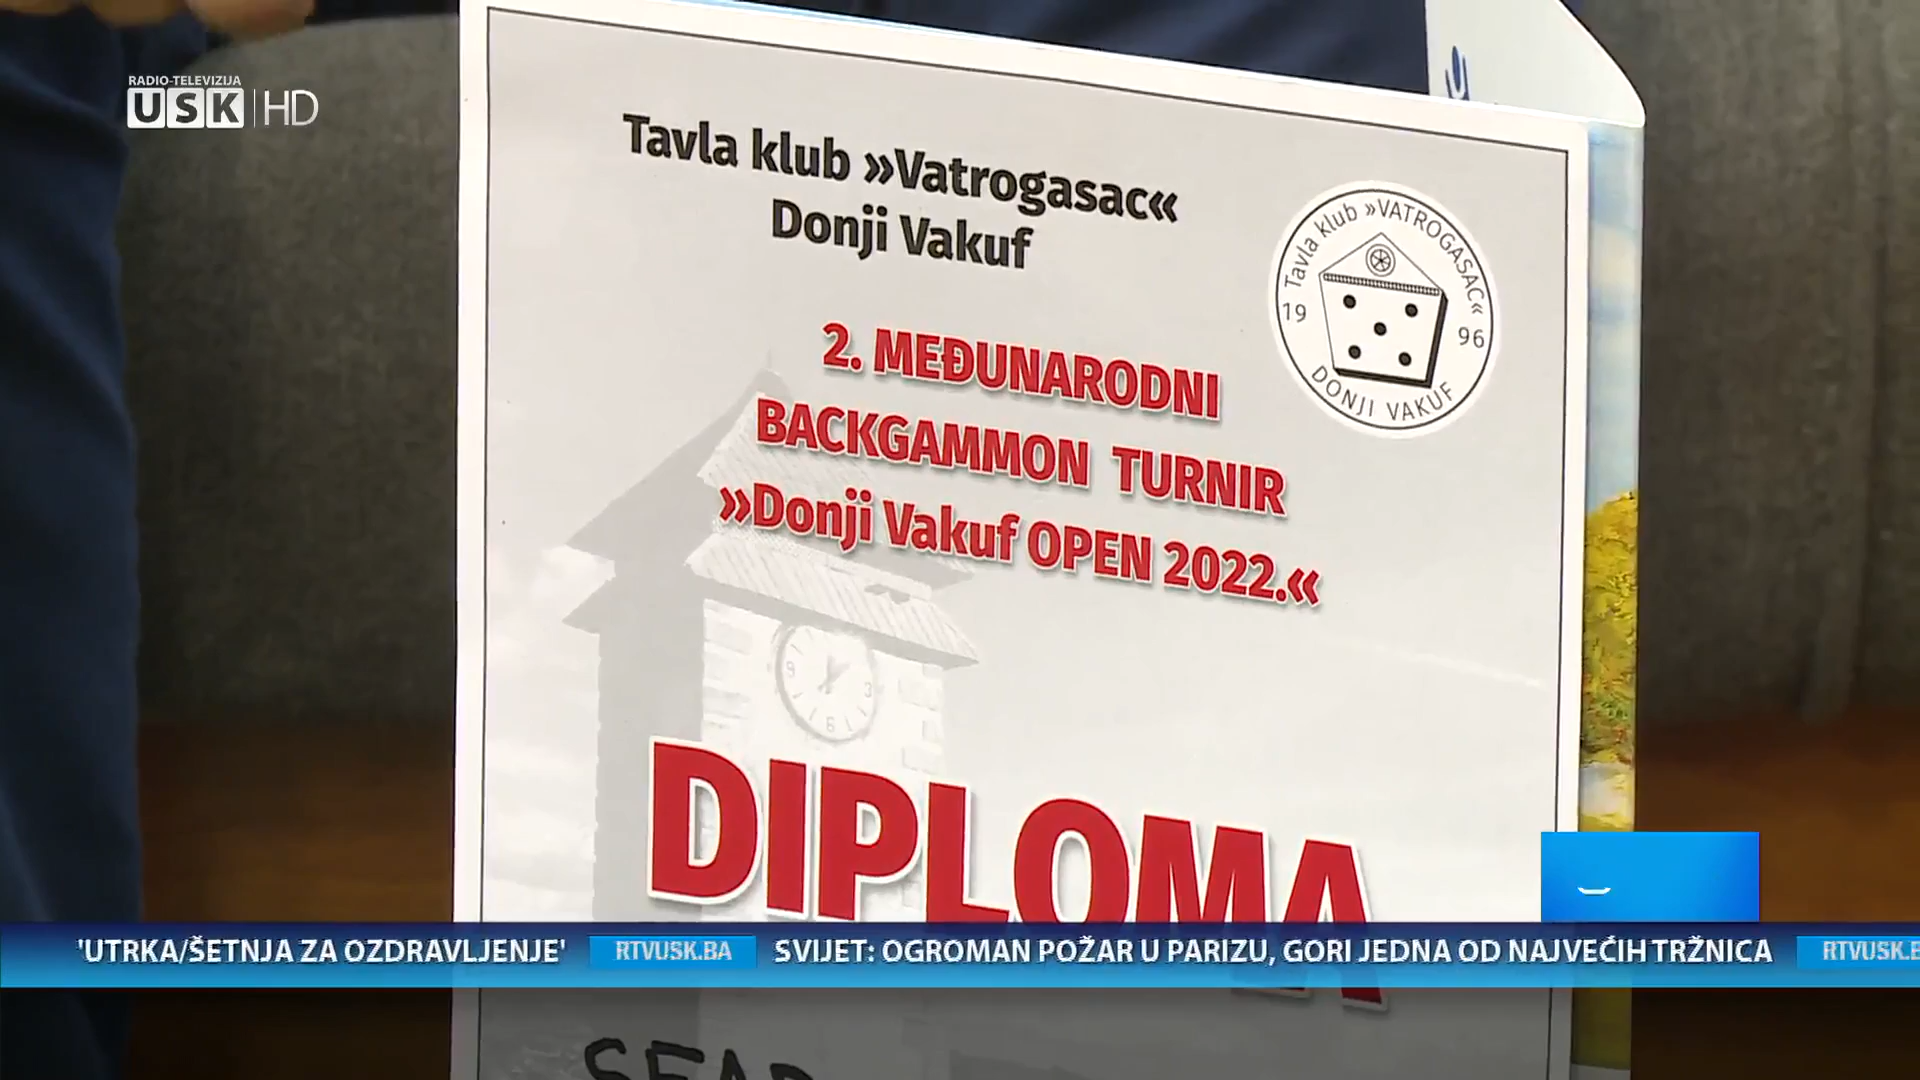 RADIO-TELEVIZIJA
USK HD
Tavla klub »Vatrogasac«
Donji Vakuf
Tavla klub »VATROGASAC«
19 96
DONJI VAKUF
2. MEĐUNARODNI
BACKGAMMON TURNIR
»Donji Vakuf OPEN 2022.«
9 3
6
DIPLOMA
'UTRKA/ŠETNJA ZA OZDRAVLJENJE' RTVUSK.BA SVIJET: OGROMAN POŽAR U PARIZU, GORI JEDNA OD NAJVEĆIH TRŽNICA